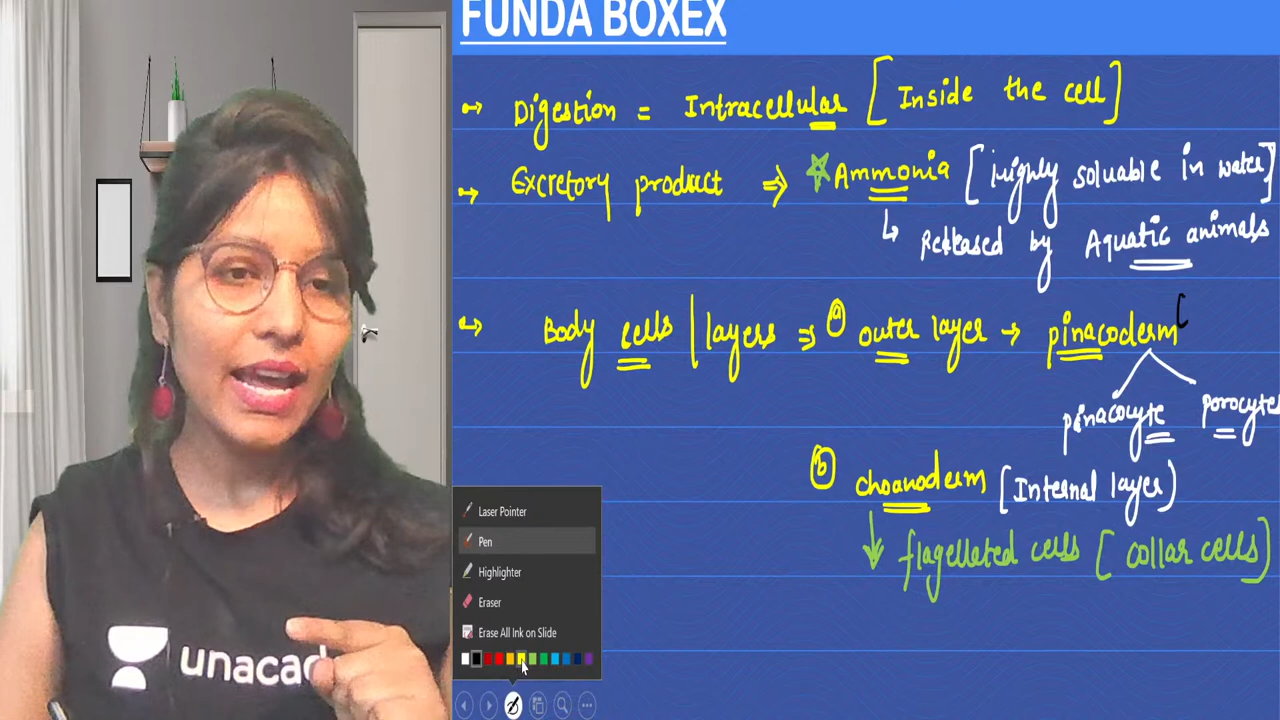 FUNDA BOXEX
Digestion = Intracellular [Inside the cell]
Excretory product ⇒ ☆ Ammonia [highly soluable in water]
↳ Released by Aquatic animals
Body cells | layers ⇒ ⓐ outer layer → pinacoderm [
pinacocyte porocytes
ⓑ choanoderm [Internal layer)
↓ flagelleted cells [collar cells)
Laser Pointer
Pen
Highlighter
Eraser
Erase All Ink on Slide
unacad